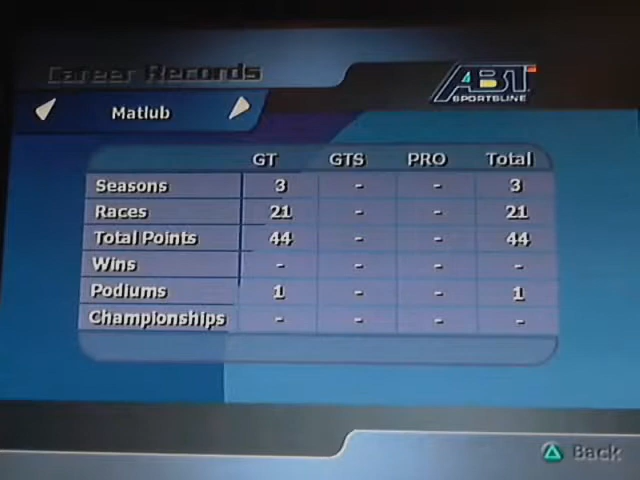 Career Records
ABT
SPORTSLINE
Matlub
GT GTS PRO Total
Seasons 3 - - 3
Races 21 - - 21
Total Points 44 - - 44
Wins - - - -
Podiums 1 - - 1
Championships - - - -
Back